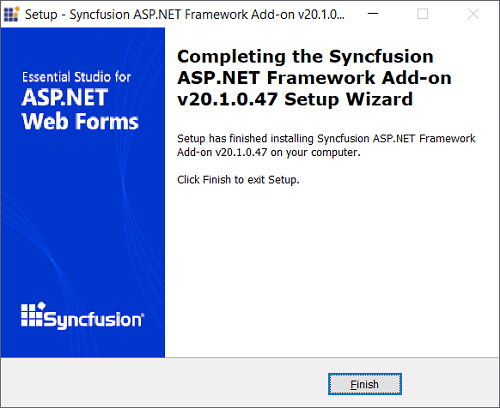 Setup - Syncfusion ASP.NET Framework Add-on v20.1.0...
Essential Studio for
ASP.NET
Web Forms
Syncfusion®
Completing the Syncfusion
ASP.NET Framework Add-on
v20.1.0.47 Setup Wizard
Setup has finished installing Syncfusion ASP.NET Framework
Add-on v20.1.0.47 on your computer.
Click Finish to exit Setup.
Finish